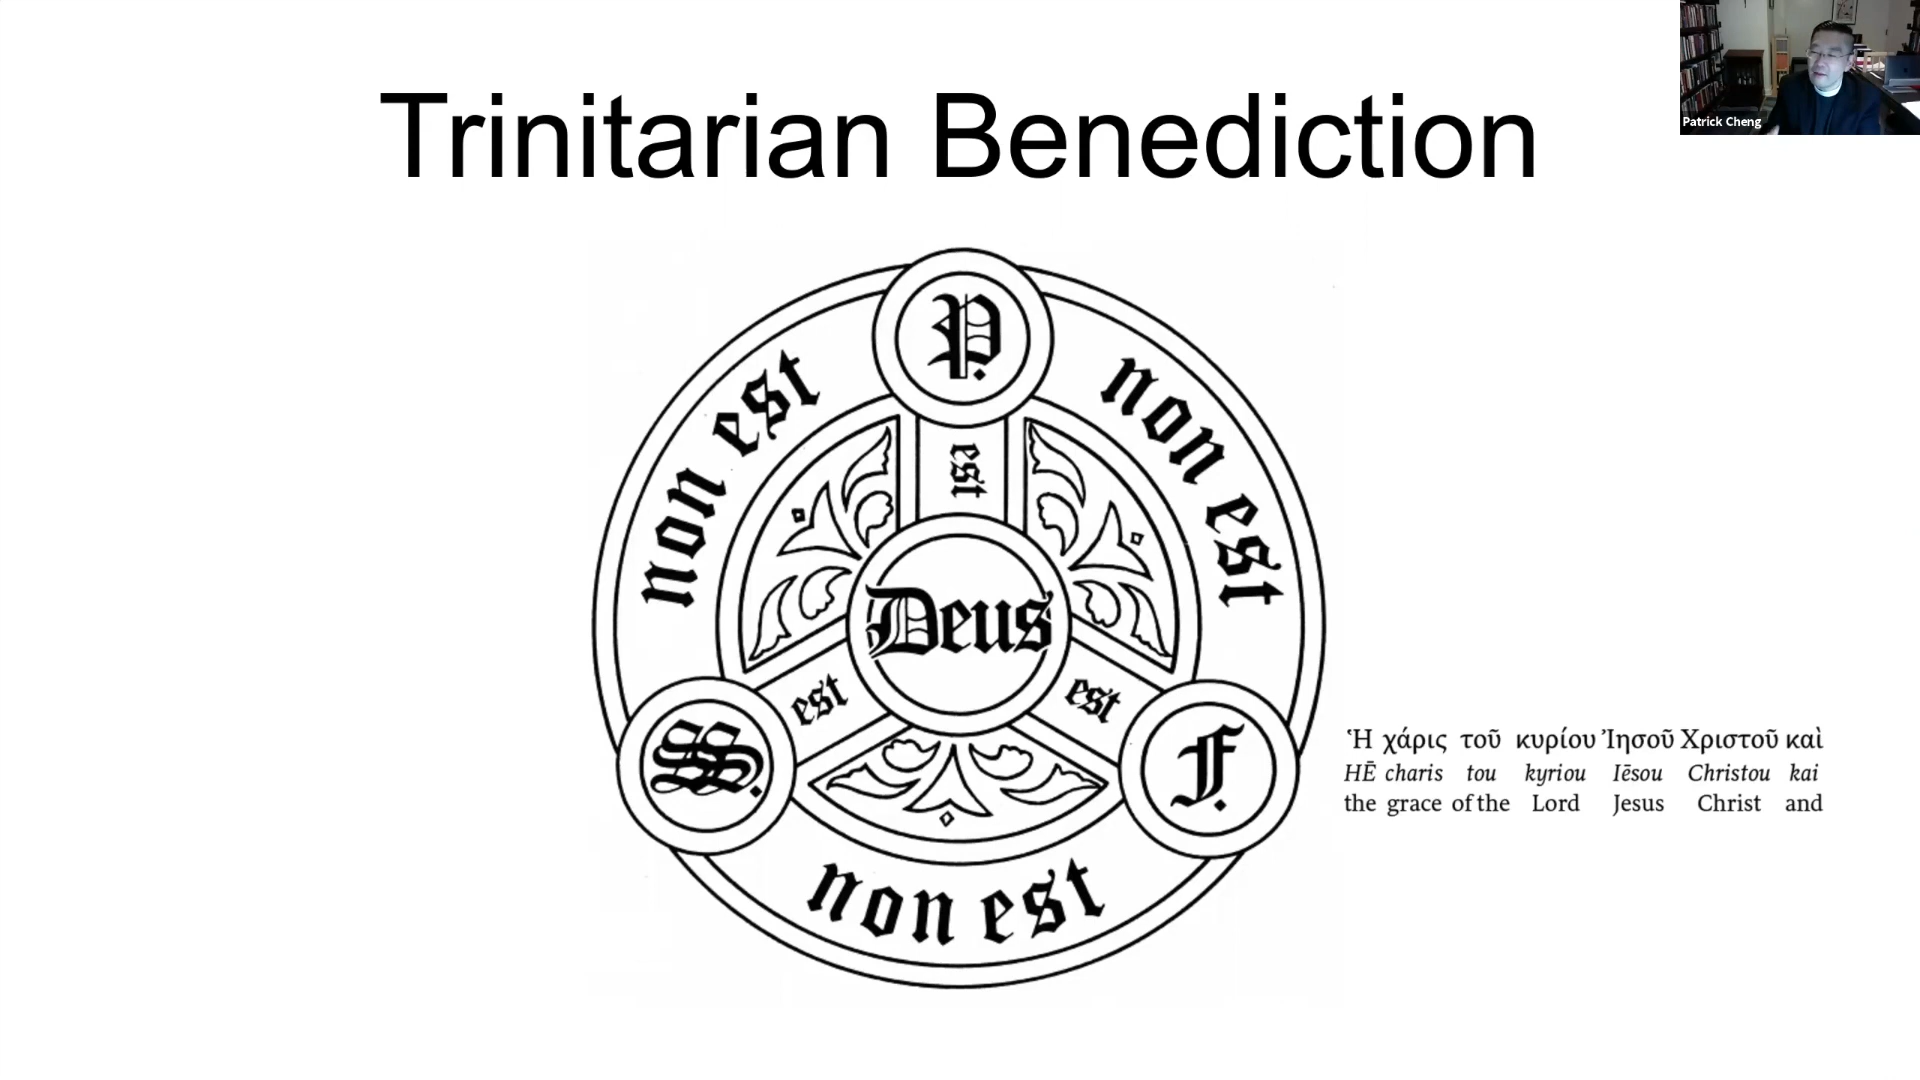 Trinitarian Benediction
Patrick Cheng
P.
non est
non est
est
Deus
est
est
SS.
f.
non est
Ἡ χάρις τοῦ κυρίου Ἰησοῦ Χριστοῦ καὶ
HĒ charis tou kyriou Iēsou Christou kai
the grace of the Lord Jesus Christ and